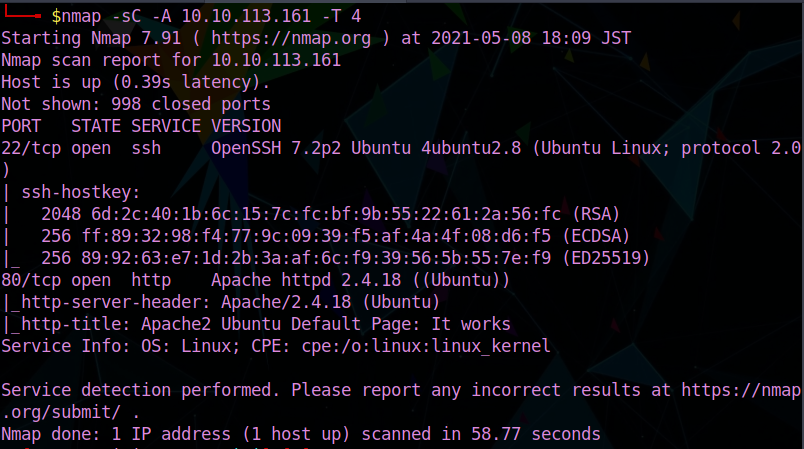 $nmap -sC -A 10.10.113.161 -T 4
Starting Nmap 7.91 ( https://nmap.org ) at 2021-05-08 18:09 JST
Nmap scan report for 10.10.113.161
Host is up (0.39s latency).
Not shown: 998 closed ports
PORT   STATE SERVICE VERSION
22/tcp open  ssh     OpenSSH 7.2p2 Ubuntu 4ubuntu2.8 (Ubuntu Linux; protocol 2.0
)
| ssh-hostkey:
|   2048 6d:2c:40:1b:6c:15:7c:fc:bf:9b:55:22:61:2a:56:fc (RSA)
|   256 ff:89:32:98:f4:77:9c:09:39:f5:af:4a:4f:08:d6:f5 (ECDSA)
|_  256 89:92:63:e7:1d:2b:3a:af:6c:f9:39:56:5b:55:7e:f9 (ED25519)
80/tcp open  http    Apache httpd 2.4.18 ((Ubuntu))
|_http-server-header: Apache/2.4.18 (Ubuntu)
|_http-title: Apache2 Ubuntu Default Page: It works
Service Info: OS: Linux; CPE: cpe:/o:linux:linux_kernel
Service detection performed. Please report any incorrect results at https://nmap
.org/submit/ .
Nmap done: 1 IP address (1 host up) scanned in 58.77 seconds